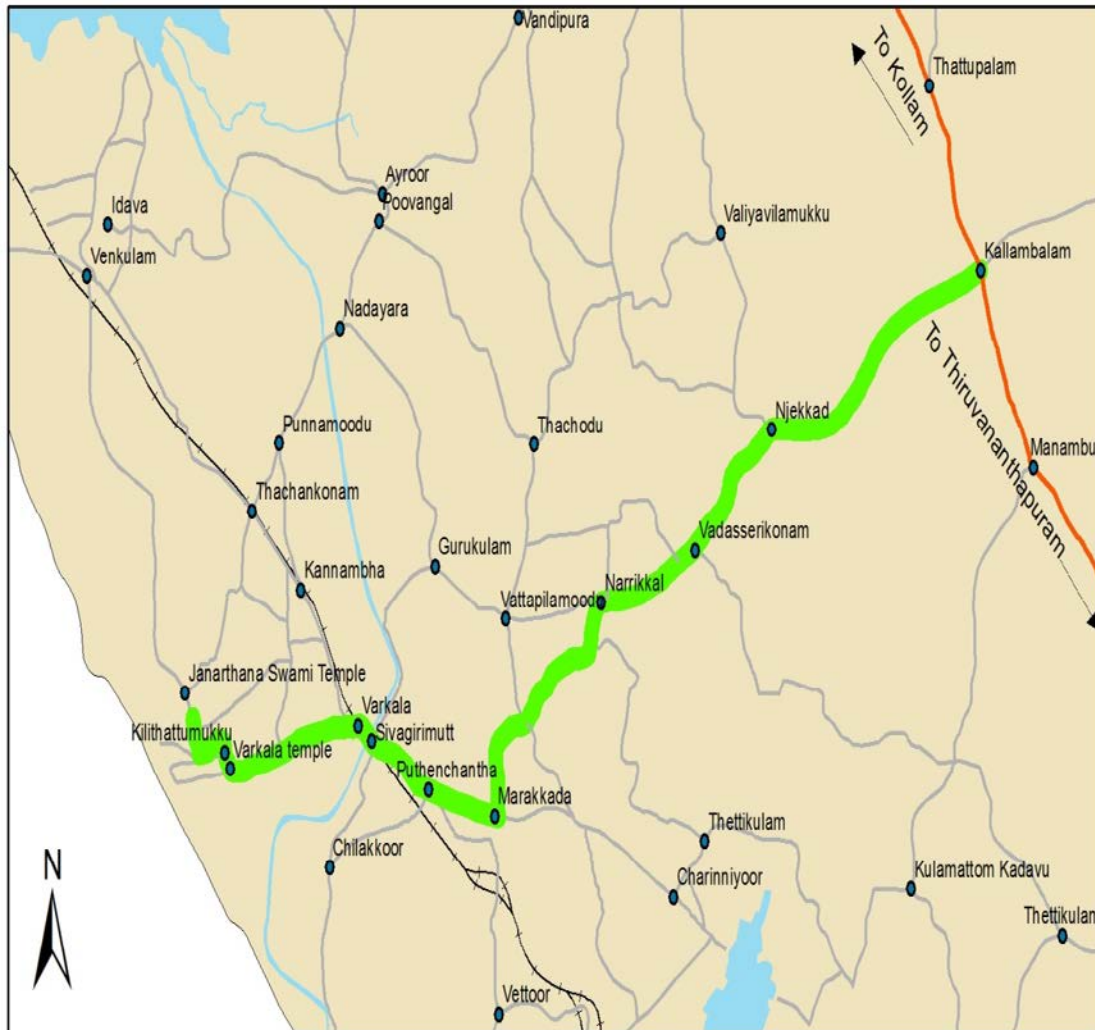 Vandipura
To Kollam
Thattupalam
Ayroor
Poovangal
Idava
Valiyavilamukku
Venkulam
Kallambalam
Nadayara
To Thiruvananthapuram
Njekkad
Punnamoodu
Thachodu
Manambu
Thachankonam
Vadasserikonam
Gurukulam
Kannambha
Vattapilamoodu
Narrikkal
Janarthana Swami Temple
Varkala
Kilithattumukku
Sivagirimutt
Varkala temple
Puthenchantha
Marakkada
Thettikulam
Chilakkoor
Charinniyoor
Kulamattom Kadavu
N
Thettikulam
Vettoor